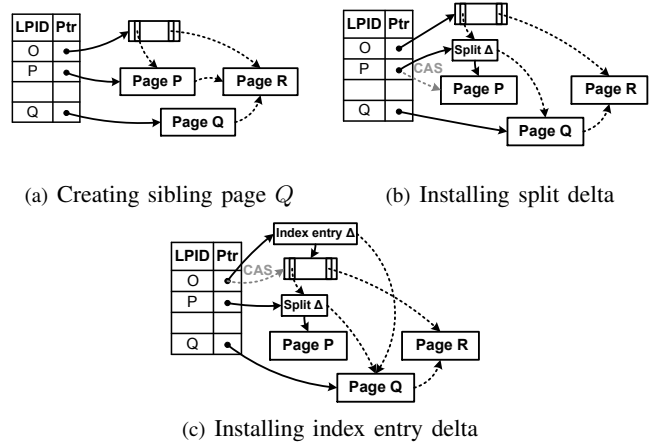 LPID Ptr
O
P
Q
Page P
Page R
Page Q
(a) Creating sibling page Q
LPID Ptr
O
P
Q
Split Δ
CAS
Page P
Page R
Page Q
(b) Installing split delta
LPID Ptr
O
P
Q
Index entry Δ
CAS
Split Δ
Page P
Page R
Page Q
(c) Installing index entry delta